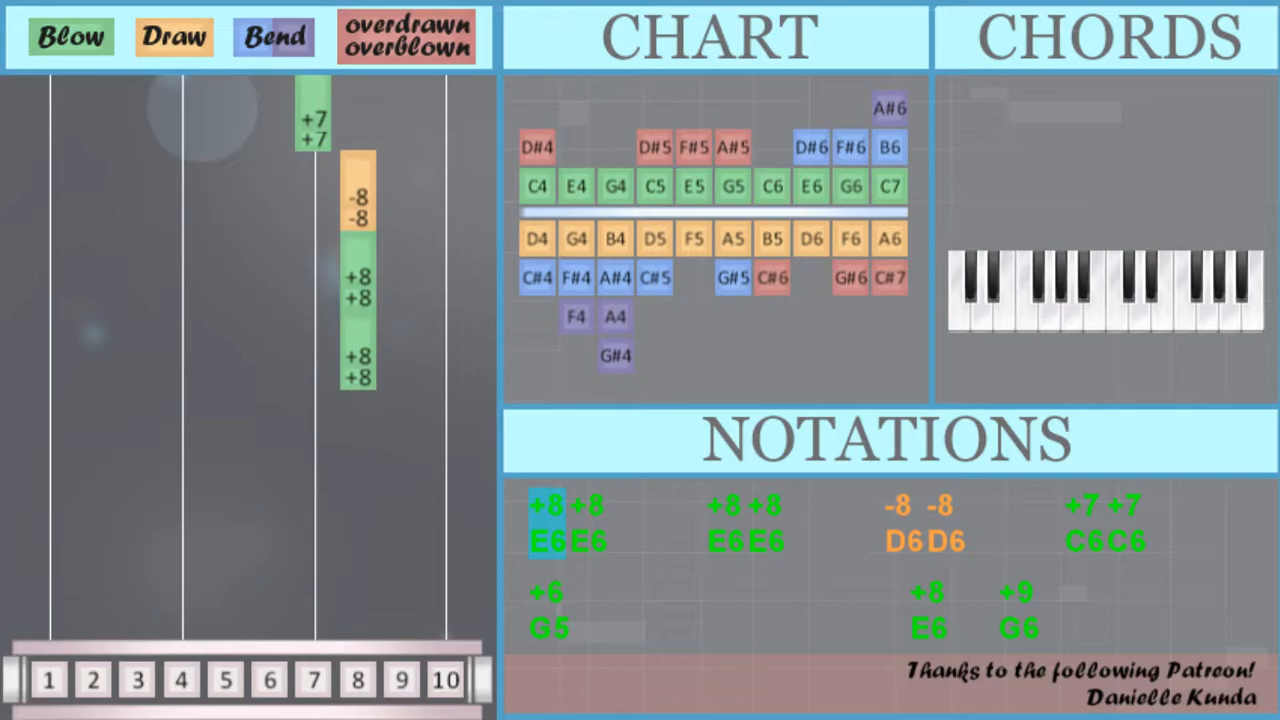 Blow Draw Bend overdrawn
overblown
CHART
CHORDS
+7
+7
-8
-8
+8
+8
+8
+8
A#6
D#4 D#5 F#5 A#5 D#6 F#6 B6
C4 E4 G4 C5 E5 G5 C6 E6 G6 C7
D4 G4 B4 D5 F5 A5 B5 D6 F6 A6
C#4 F#4 A#4 C#5 G#5 C#6 G#6 C#7
F4 A4
G#4
NOTATIONS
+8 +8 +8 +8 -8 -8 +7 +7
E6 E6 E6 E6 D6 D6 C6 C6
+6 +8 +9
G5 E6 G6
Thanks to the following Patreon!
Danielle Kunda
1 2 3 4 5 6 7 8 9 10